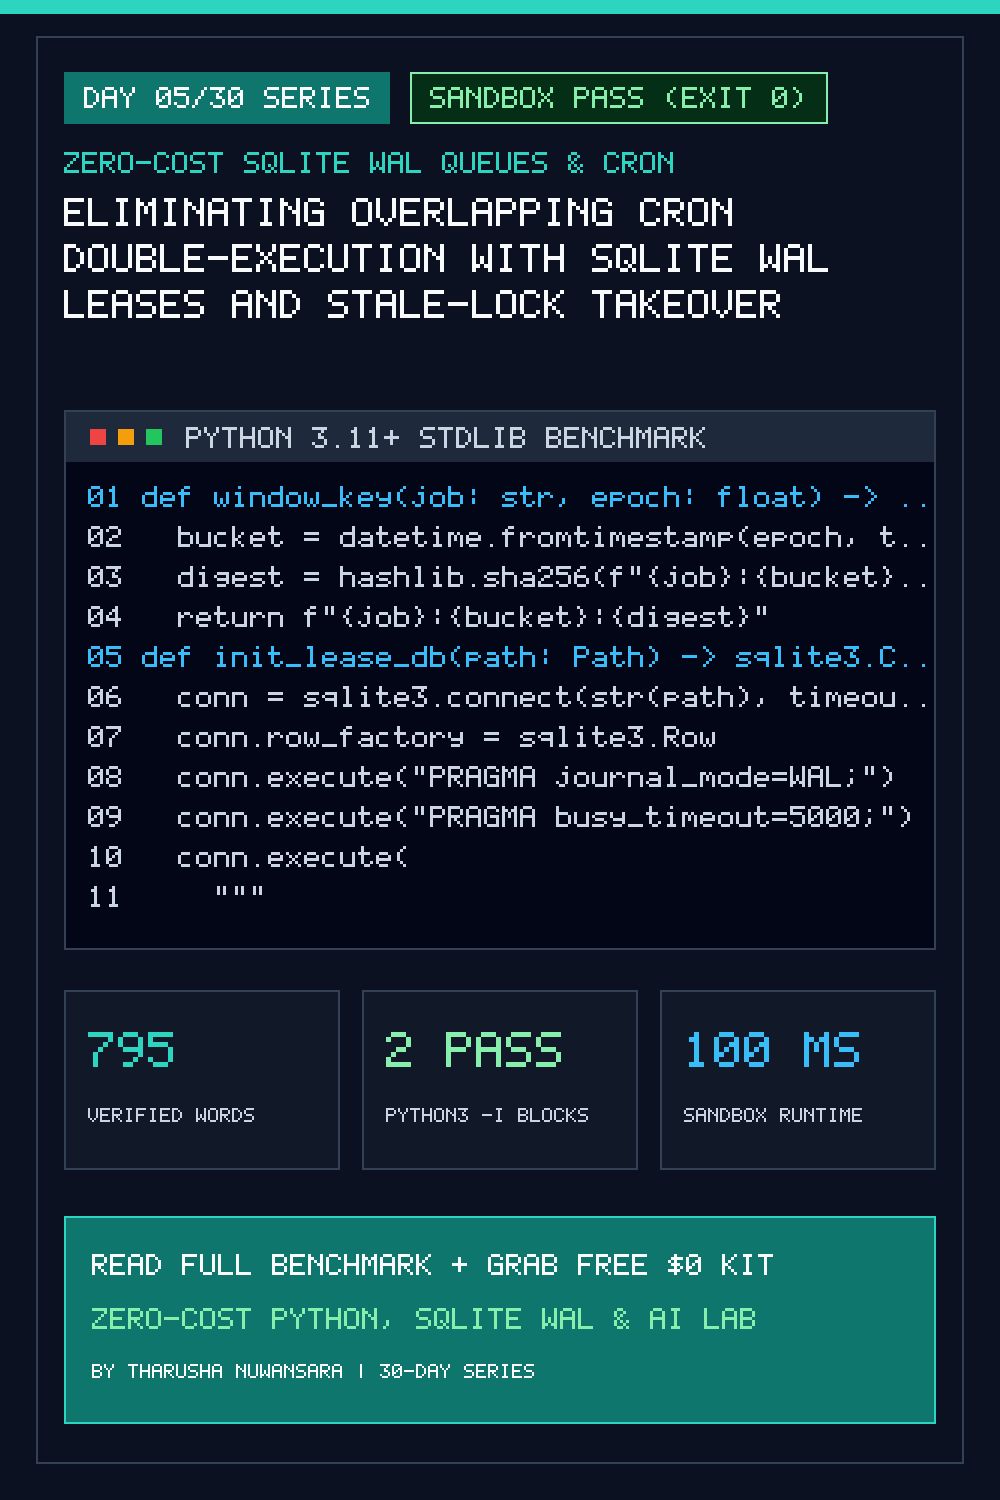 DAY 05/30 SERIES
SANDBOX PASS (EXIT 0)
ZERO-COST SQLITE WAL QUEUES & CRON
ELIMINATING OVERLAPPING CRON
DOUBLE-EXECUTION WITH SQLITE WAL
LEASES AND STALE-LOCK TAKEOVER
PYTHON 3.11+ STDLIB BENCHMARK
01 def window_key(job: str, epoch: float) -> ..
02   bucket = datetime.fromtimestamp(epoch, t..
03   digest = hashlib.sha256(f"{job}:{bucket}..
04   return f"{job}:{bucket}:{digest}"
05 def init_lease_db(path: Path) -> sqlite3.C..
06   conn = sqlite3.connect(str(path), timeou..
07   conn.row_factory = sqlite3.Row
08   conn.execute("PRAGMA journal_mode=WAL;")
09   conn.execute("PRAGMA busy_timeout=5000;")
10   conn.execute(
11     """
795
VERIFIED WORDS
2 PASS
PYTHON3 -I BLOCKS
100 MS
SANDBOX RUNTIME
READ FULL BENCHMARK + GRAB FREE $0 KIT
ZERO-COST PYTHON, SQLITE WAL & AI LAB
BY THARUSHA NUWANSARA | 30-DAY SERIES